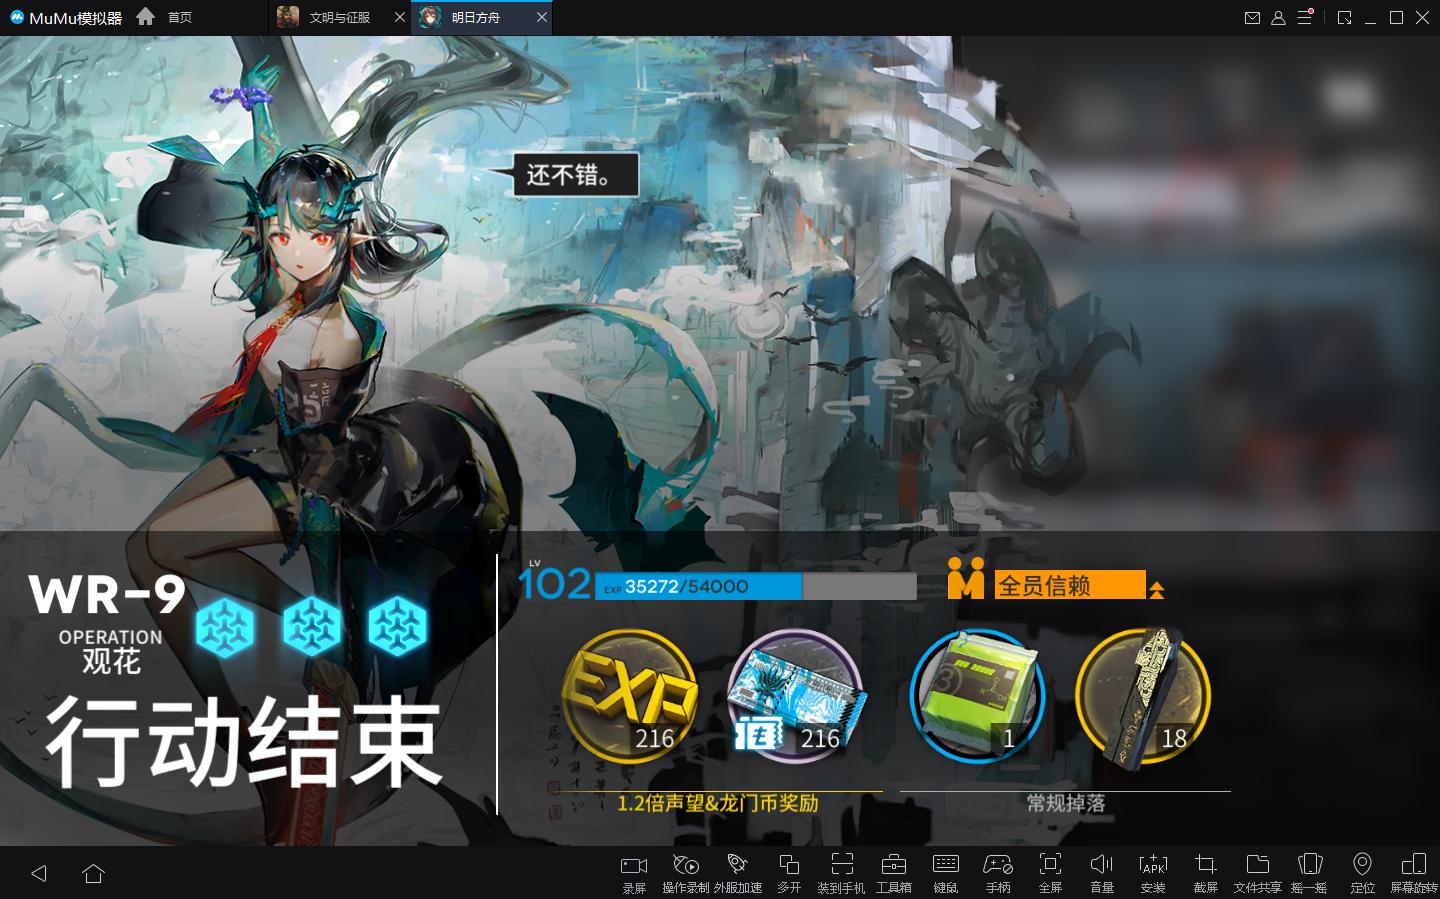 MuMu模拟器
首页
文明与征服
明日方舟
还不错。
WR-9
OPERATION
观花
行动结束
LV
102
EXP 35272/54000
全员信赖
EXP
216
216
1
18
1.2倍声望&龙门币奖励
常规掉落
录屏
操作录制
外服加速
多开
装到手机
工具箱
键鼠
手柄
全屏
音量
APK
安装
截屏
文件共享
摇一摇
定位
屏幕旋转